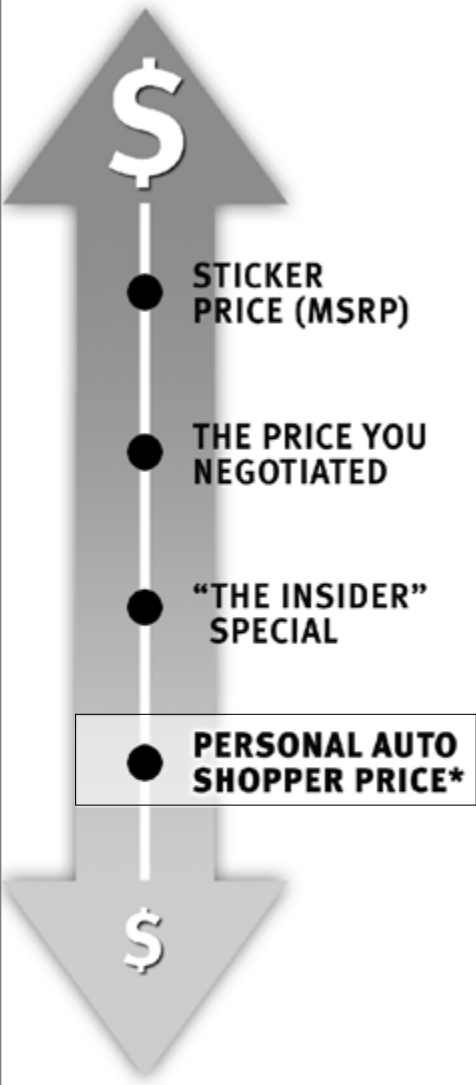 $
STICKER
PRICE (MSRP)
THE PRICE YOU
NEGOTIATED
“THE INSIDER”
SPECIAL
PERSONAL AUTO
SHOPPER PRICE*
$